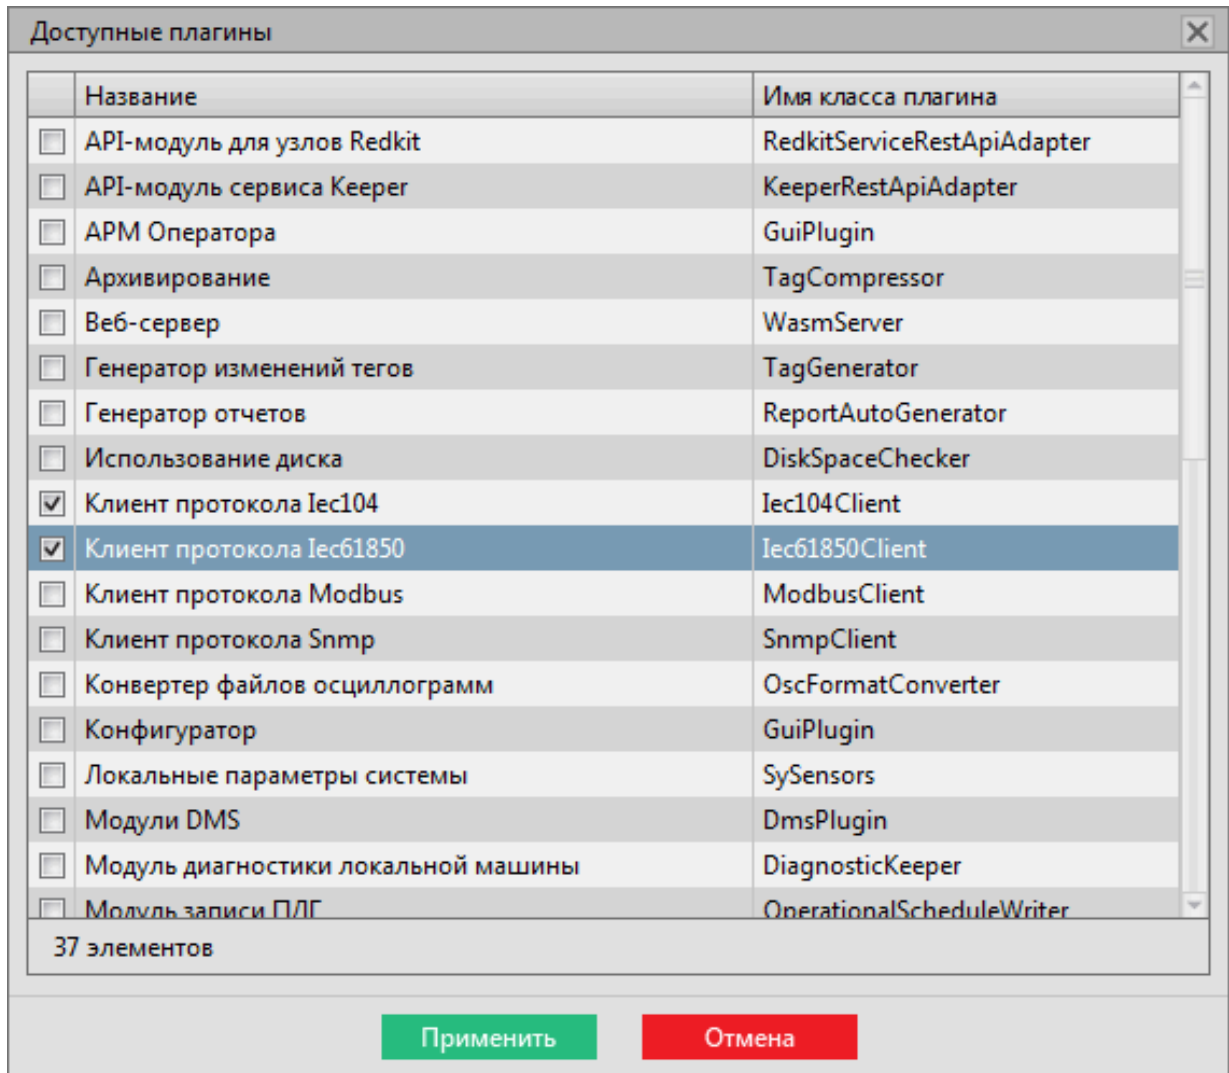 Доступные плагины
Название Имя класса плагина
API-модуль для узлов Redkit RedkitServiceRestApiAdapter
API-модуль сервиса Keeper KeeperRestApiAdapter
АРМ Оператора GuiPlugin
Архивирование TagCompressor
Веб-сервер WasmServer
Генератор изменений тегов TagGenerator
Генератор отчетов ReportAutoGenerator
Использование диска DiskSpaceChecker
Клиент протокола Iec104 Iec104Client
Клиент протокола Iec61850 Iec61850Client
Клиент протокола Modbus ModbusClient
Клиент протокола Snmp SnmpClient
Конвертер файлов осциллограмм OscFormatConverter
Конфигуратор GuiPlugin
Локальные параметры системы SySensors
Модули DMS DmsPlugin
Модуль диагностики локальной машины DiagnosticKeeper
Модуль записи ПДГ OperationalScheduleWriter
37 элементов
Применить Отмена